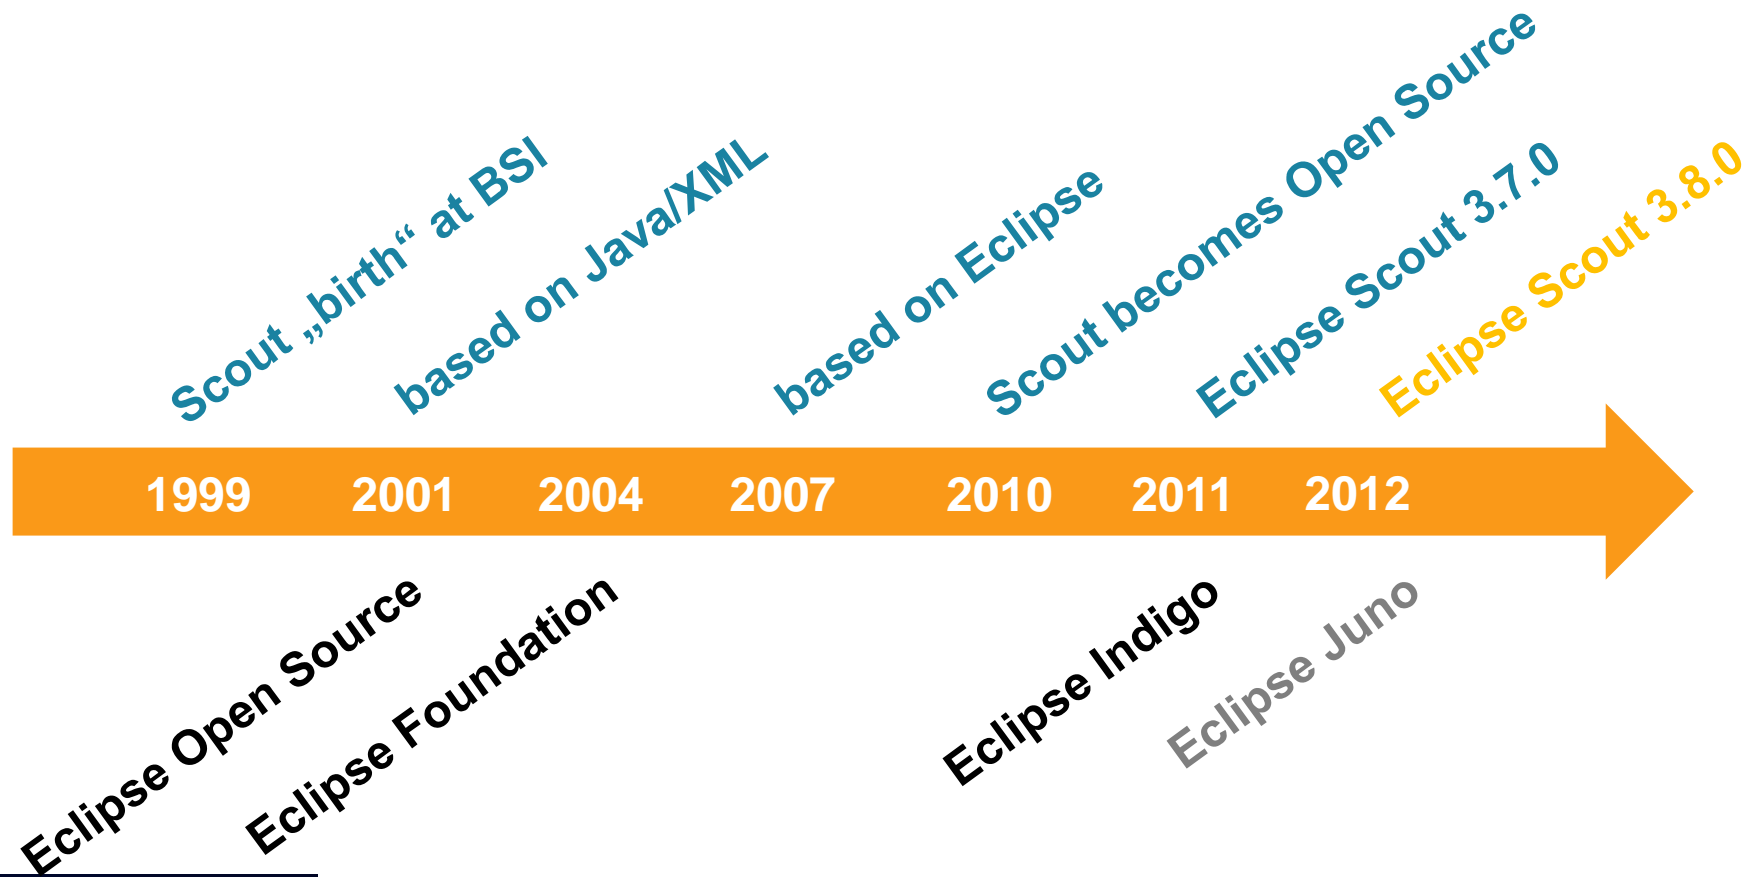 Scout „birth“ at BSI
based on Java/XML
based on Eclipse
Scout becomes Open Source
Eclipse Scout 3.7.0
Eclipse Scout 3.8.0
1999 2001 2004 2007 2010 2011 2012
Eclipse Open Source
Eclipse Foundation
Eclipse Indigo
Eclipse Juno